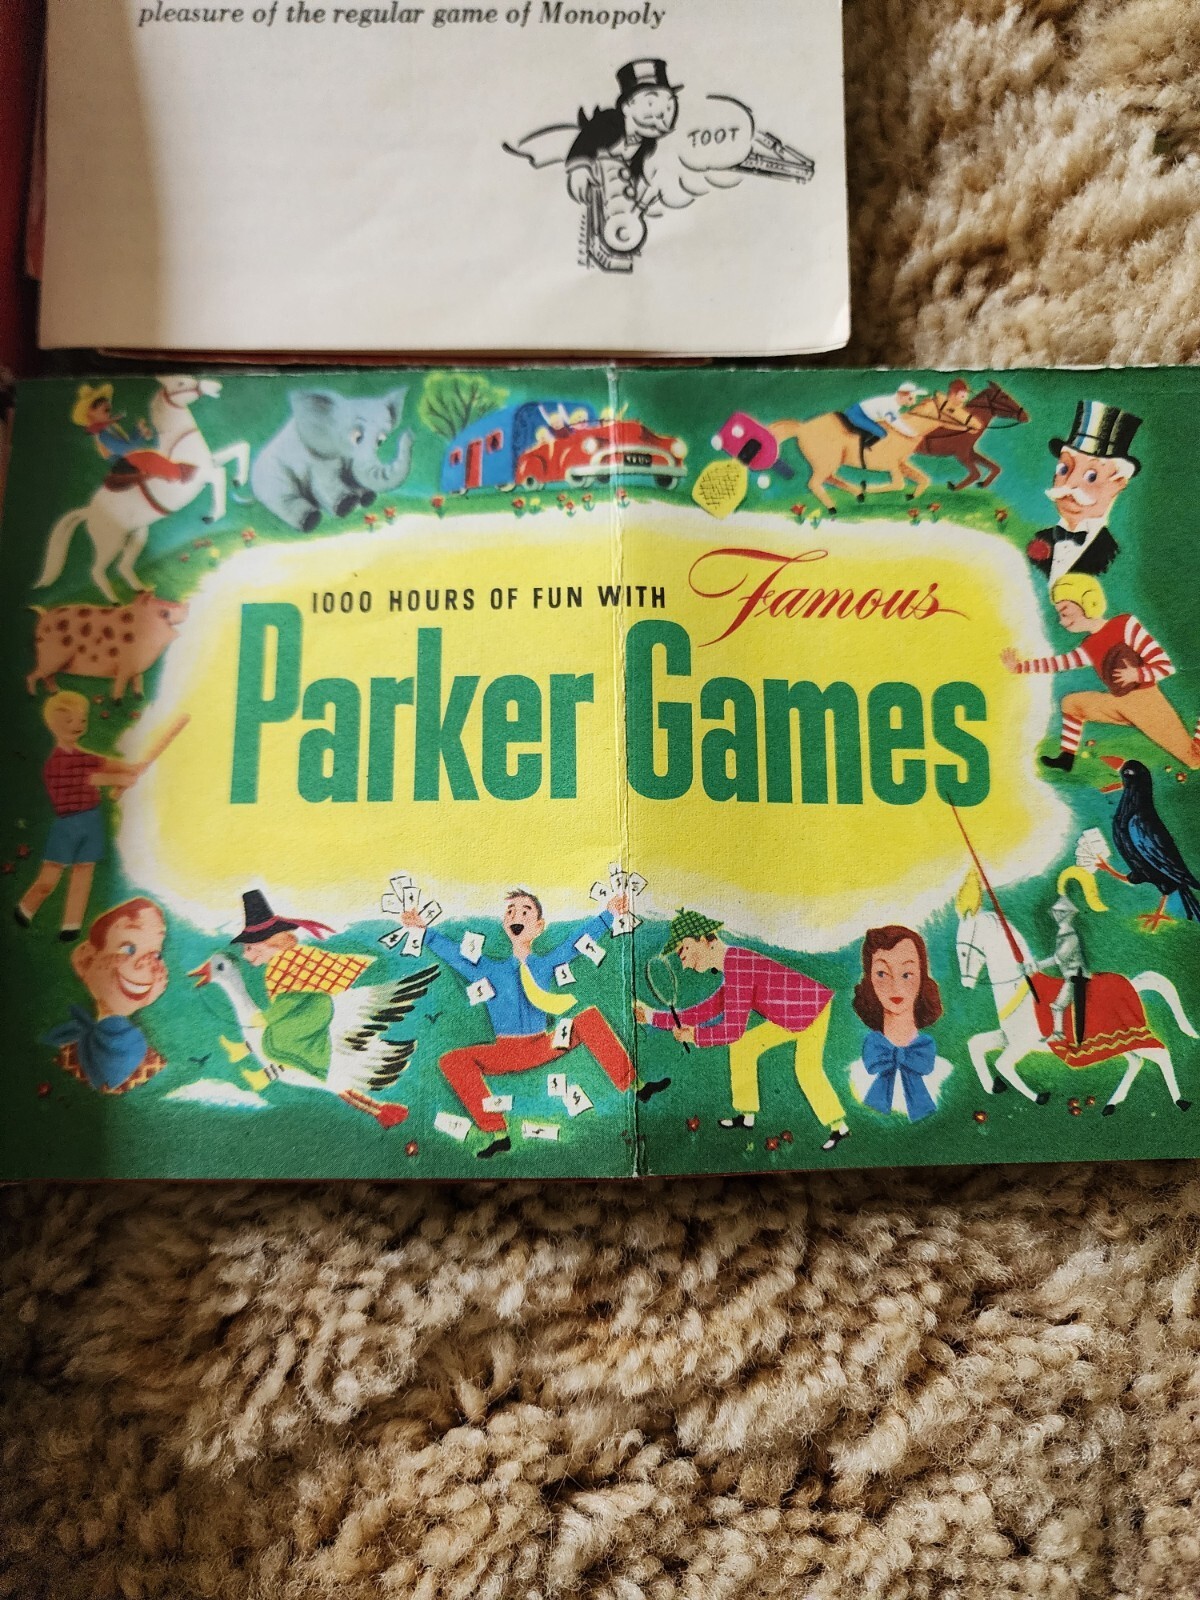 pleasure of the regular game of Monopoly
TOOT
C
1000 HOURS OF FUN WITH Famous
Parker Games